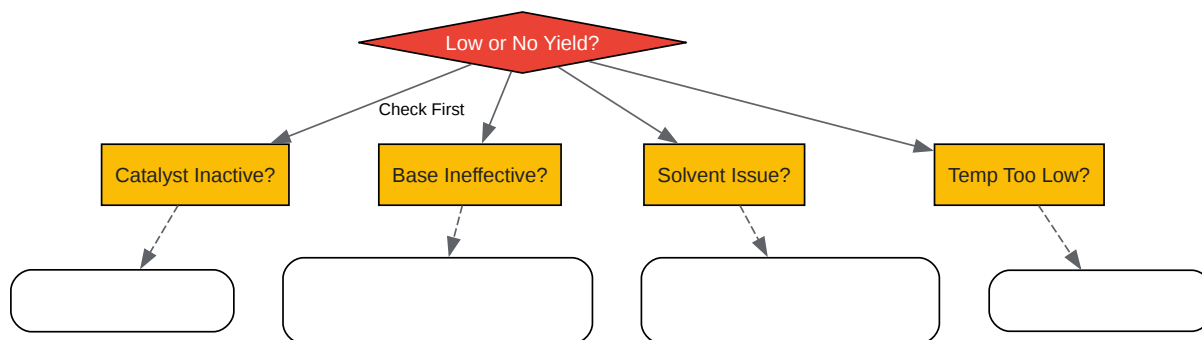 Low or No Yield?
Check First
Catalyst Inactive?
Base Ineffective?
Solvent Issue?
Temp Too Low?